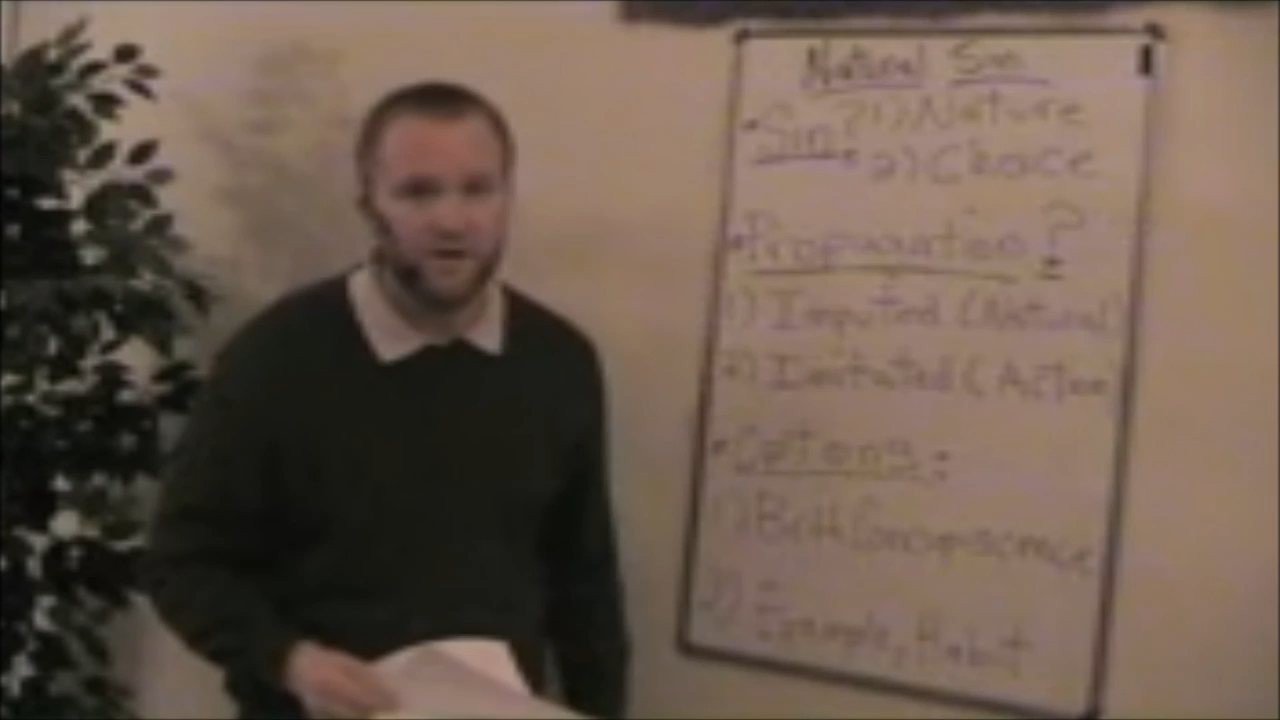 Natural Sin
• Sin: 1) Nature
2) Choice
• Propagation?
1) Imputed (Natural)
2) Imitated (Action
• Options:
1) Birth Concupiscence
2) Example, Habit